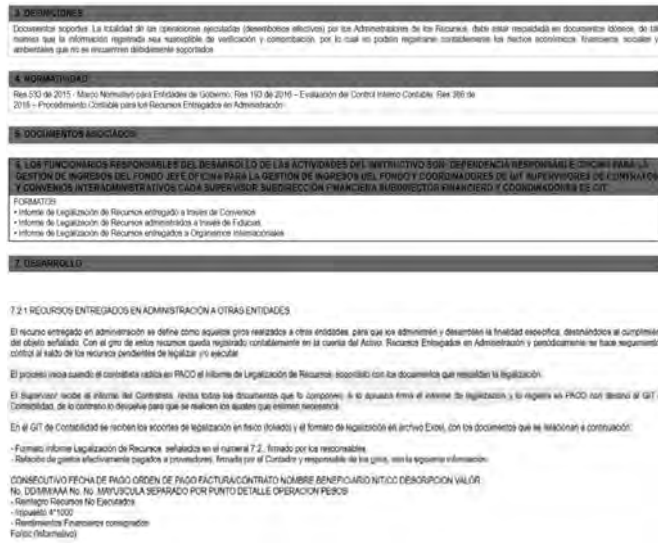 3. DEFINICIONES
Documentos soportes: La totalidad de las operaciones ejecutadas (desembolsos efectivos) por los Administradores de los Recursos, debe estar respaldada en documentos idóneos, de tal
manera que la información registrada sea susceptible de verificación y comprobación, por lo cual no podrán registrarse contablemente los hechos económicos, financieros, sociales y
ambientales que no se encuentren debidamente soportados
4. NORMATIVIDAD
Res 533 de 2015 - Marco Normativo para Entidades de Gobierno; Res 193 de 2016 – Evaluación del Control Interno Contable; Res 386 de
2018 – Procedimiento Contable para los Recursos Entregados en Administración
5. DOCUMENTOS ASOCIADOS
6. LOS FUNCIONARIOS RESPONSABLES DEL DESARROLLO DE LAS ACTIVIDADES DEL INSTRUCTIVO SON: DEPENDENCIA RESPONSABLE OFICINA PARA LA
GESTIÓN DE INGRESOS DEL FONDO JEFE OFICINA PARA LA GESTIÓN DE INGRESOS DEL FONDO Y COORDINADORES DE GIT SUPERVISORES DE CONTRATOS
Y CONVENIOS INTERADMINISTRATIVOS CADA SUPERVISOR SUBDIRECCIÓN FINANCIERA SUBDIRECTOR FINANCIERO Y COORDINADORES DE GIT
FORMATOS:
• Informe de Legalización de Recursos entregado a través de Convenios
• Informe de Legalización de Recursos administrados a través de Fiducias
• Informe de Legalización de Recursos entregados a Organismos Internacionales
7. DESARROLLO
7.2.1 RECURSOS ENTREGADOS EN ADMINISTRACIÓN A OTRAS ENTIDADES
El recurso entregado en administración se define como aquellos giros realizados a otras entidades, para que los administren y desarrollen la finalidad específica, destinándolos al cumplimiento
del objeto señalado. Con el giro de estos recursos queda registrado contablemente en la cuenta del Activo: Recursos Entregados en Administración y periódicamente se hace seguimiento
control al saldo de los recursos pendientes de legalizar y/o ejecutar
El proceso inicia cuando el contratista radica en PACO el Informe de Legalización de Recursos, soportado con los documentos que respaldan la legalización.
El Supervisor recibe el informe del Contratista, revisa todos los documentos que lo componen, si lo aprueba firma el informe de legalización y lo registra en PACO con destino al GIT de
Contabilidad, de lo contrario lo devuelve para que se realicen los ajustes que estimen necesarios.
En el GIT de Contabilidad se reciben los soportes de legalización en físico (foliados y el formato de legalización en archivo Excel, con los documentos que se relacionan a continuación:
- Formato Informe Legalización de Recursos, señalados en el numeral 7.2., firmado por los responsables
- Relación de gastos efectivamente pagados a proveedores, firmada por el Contador y responsable de los giros, con la siguiente información:
CONSECUTIVO FECHA DE PAGO ORDEN DE PAGO FACTURA/CONTRATO NOMBRE BENEFICIARIO NIT/CC DESCRIPCION VALOR
No. DD/MM/AAA No. No. MAYUSCULA SEPARADO POR PUNTO DETALLE OPERACION PESOS
- Reintegro Recursos No Ejecutados
- Impuesto 4*1000
- Rendimientos Financieros consignados
Folios (Informativo)